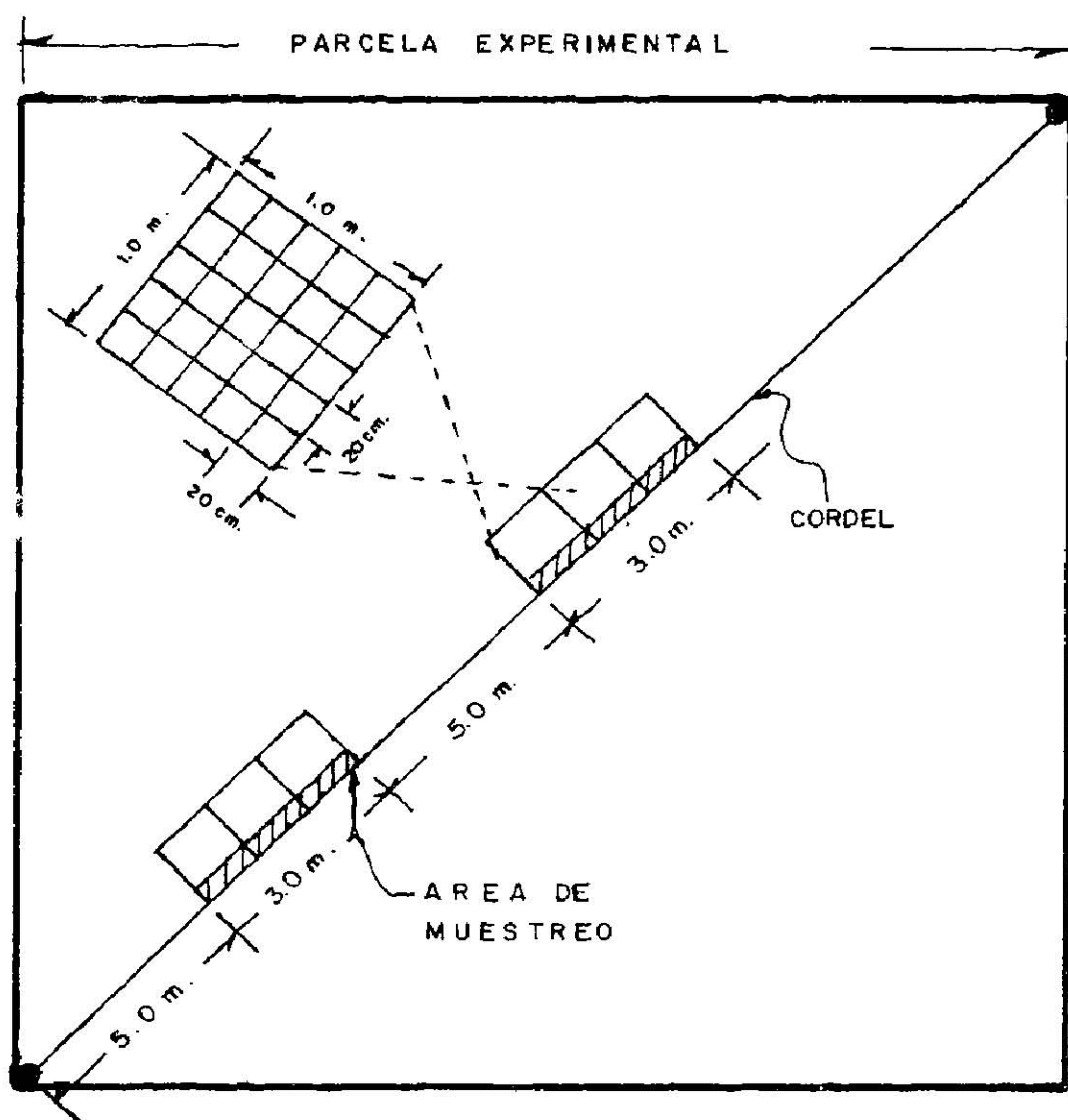 PARCELA EXPERIMENTAL
1.0 m.
1.0 m.
20 cm.
20 cm.
CORDEL
3.0 m.
5.0 m.
3.0 m.
AREA DE
MUESTREO
5.0 m.